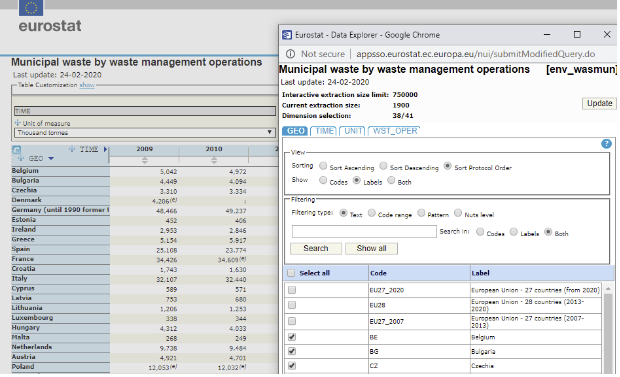 eurostat
Municipal waste by waste management operations
Last update: 24-02-2020
Table Customization show
TIME
Unit of measure
Thousand tonnes
TIME 2009 2010 2
GEO
Belgium 5,042 4,972
Bulgaria 4,449 4,094
Czechia 3,310 3,334
Denmark 4,206(e) :
Germany (until 1990 former t 48,466 49,237
Estonia 452 406
Ireland 2,953 2,846
Greece 5,154 5,917
Spain 25,108 23,774
France 34,426 34,609(e)
Croatia 1,743 1,630
Italy 32,107 32,440
Cyprus 589 571
Latvia 753 680
Lithuania 1,206 1,253
Luxembourg 338 344
Hungary 4,312 4,033
Malta 268 249
Netherlands 9,738 9,484
Austria 4,921 4,701
Poland 12,053(e) 12,032(e)
Eurostat - Data Explorer - Google Chrome
Not secure | appsso.eurostat.ec.europa.eu/nui/submitModifiedQuery.do
Municipal waste by waste management operations [env_wasmun]
Last update: 24-02-2020
Interactive extraction size limit: 750000
Current extraction size: 1900
Dimension selection: 38/41
Update
GEO TIME UNIT WST_OPER
?
View
Sorting Sort Ascending Sort Descending Sort Protocol Order
Show Codes Labels Both
Filtering
Filtering type: Text Code range Pattern Nuts level
Search in: Codes Labels Both
Search Show all
Select all Code Label
EU27_2020 European Union - 27 countries (from 2020)
EU28 European Union - 28 countries (2013-
2020)
EU27_2007 European Union - 27 countries (2007-
2013)
BE Belgium
BG Bulgaria
CZ Czechia